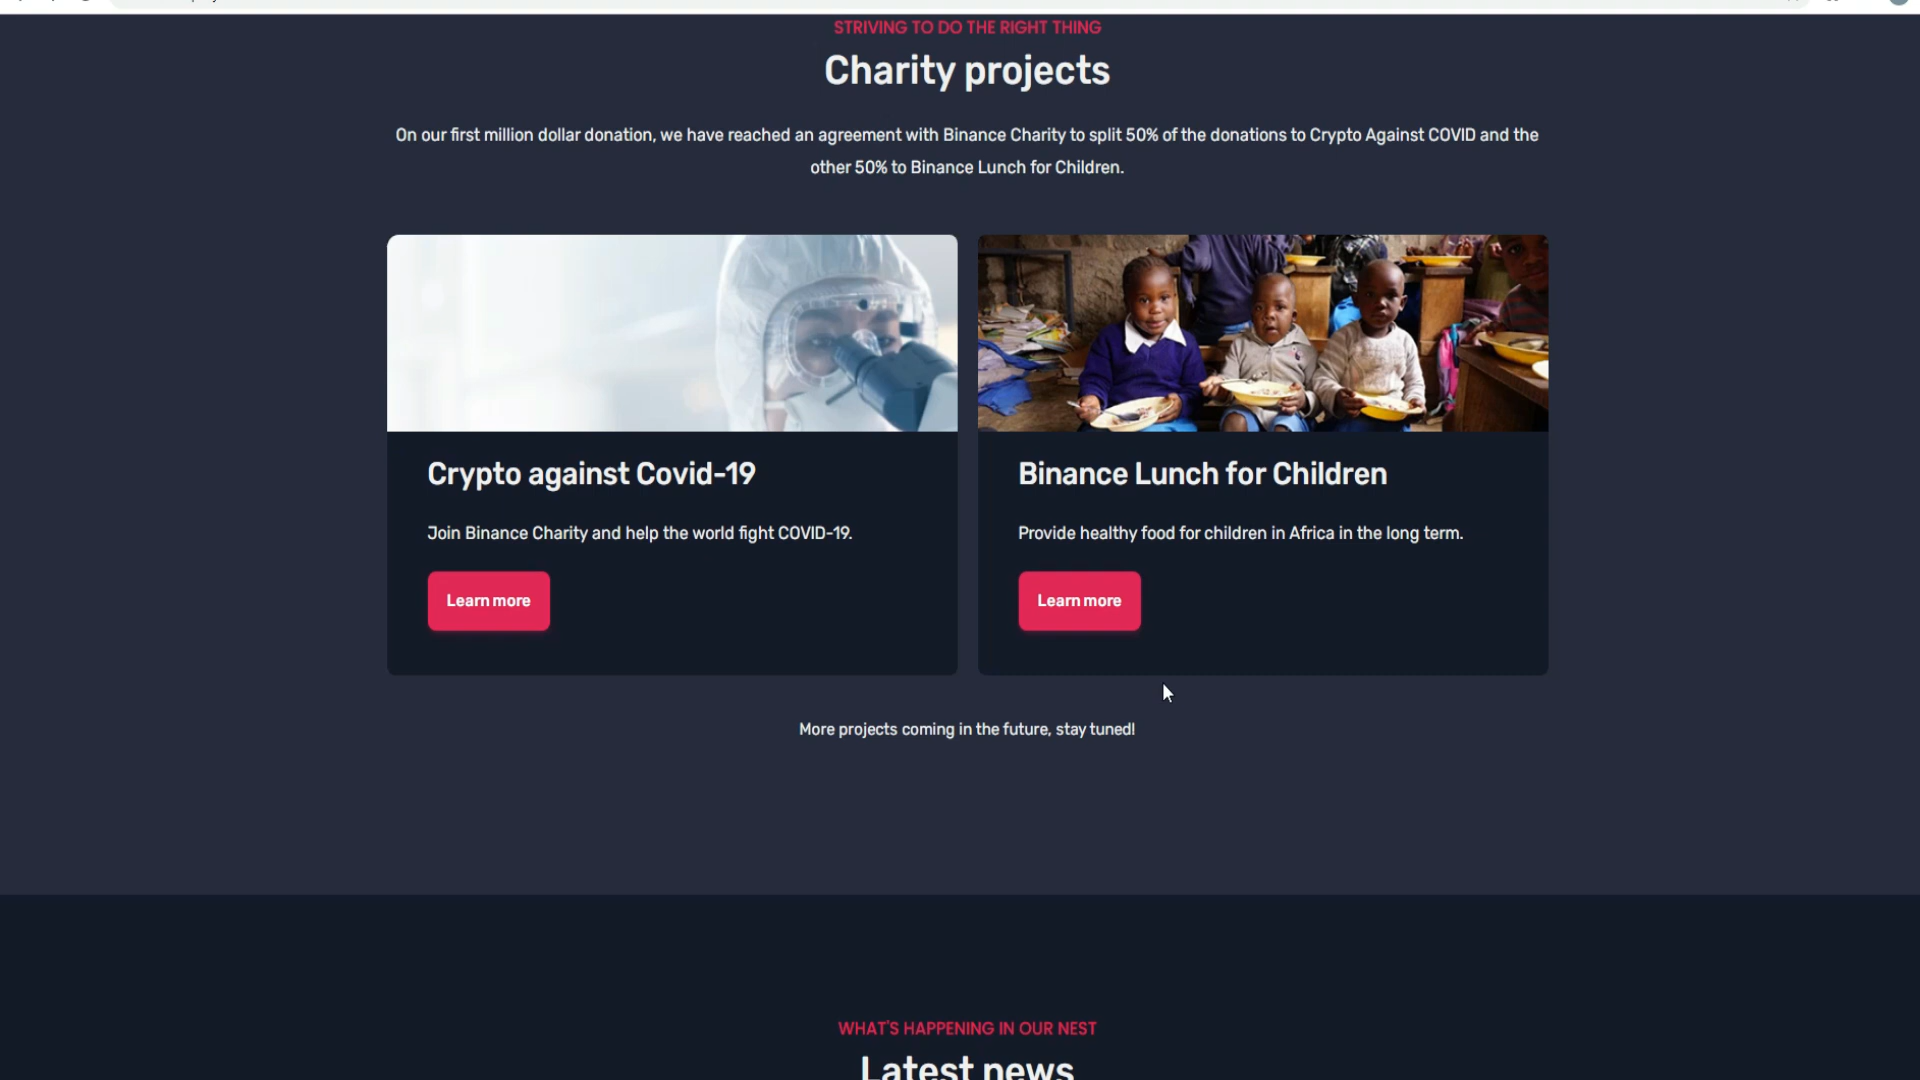 STRIVING TO DO THE RIGHT THING
Charity projects
On our first million dollar donation, we have reached an agreement with Binance Charity to split 50% of the donations to Crypto Against COVID and the
other 50% to Binance Lunch for Children.
Crypto against Covid-19
Join Binance Charity and help the world fight COVID-19.
Learn more
Binance Lunch for Children
Provide healthy food for children in Africa in the long term.
Learn more
More projects coming in the future, stay tuned!
WHAT'S HAPPENING IN OUR NEST
Latest news